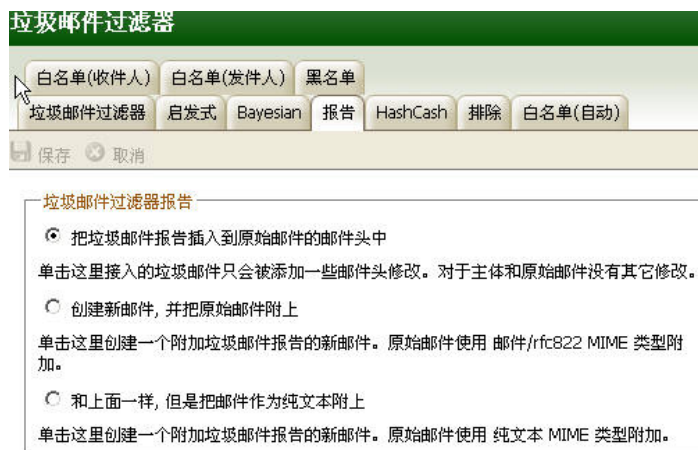 垃圾邮件过滤器
白名单(收件人) 白名单(发件人) 黑名单
垃圾邮件过滤器 启发式 Bayesian 报告 HashCash 排除 白名单(自动)
保存 取消
垃圾邮件过滤器报告
把垃圾邮件报告插入到原始邮件的邮件头中
单击这里接入的垃圾邮件只会被添加一些邮件头修改。对于主体和原始邮件没有其它修改。
创建新邮件, 并把原始邮件附上
单击这里创建一个附加垃圾邮件报告的新邮件。原始邮件使用 邮件/rfc822 MIME 类型附
加。
和上面一样, 但是把邮件作为纯文本附上
单击这里创建一个附加垃圾邮件报告的新邮件。原始邮件使用 纯文本 MIME 类型附加。